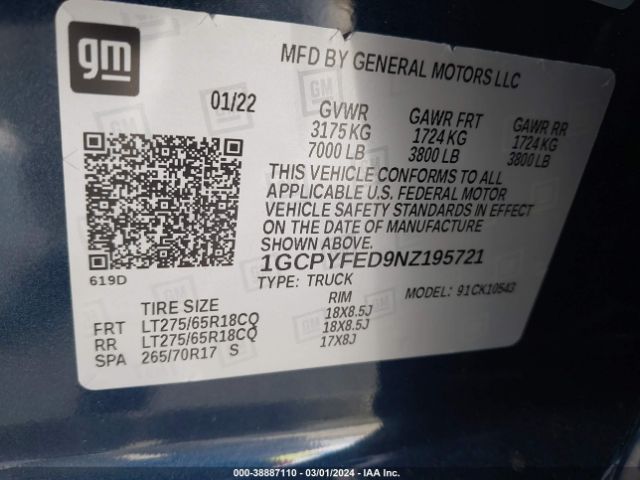 gm
MFD BY GENERAL MOTORS LLC
01/22
GVWR GAWR FRT GAWR RR
3175 KG 1724 KG 1724 KG
7000 LB 3800 LB 3800 LB
THIS VEHICLE CONFORMS TO ALL
APPLICABLE U.S. FEDERAL MOTOR
VEHICLE SAFETY STANDARDS IN EFFECT
ON THE DATE OF MANUFACTURE
SHOWN ABOVE.
1GCPYFED9NZ195721
619D
TYPE: TRUCK MODEL: 91CK10543
TIRE SIZE RIM
FRT LT275/65R18CQ 18X8.5J
RR LT275/65R18CQ 18X8.5J
SPA 265/70R17 S 17X8J
000-38887110 — 03/01/2024 — IAA Inc.